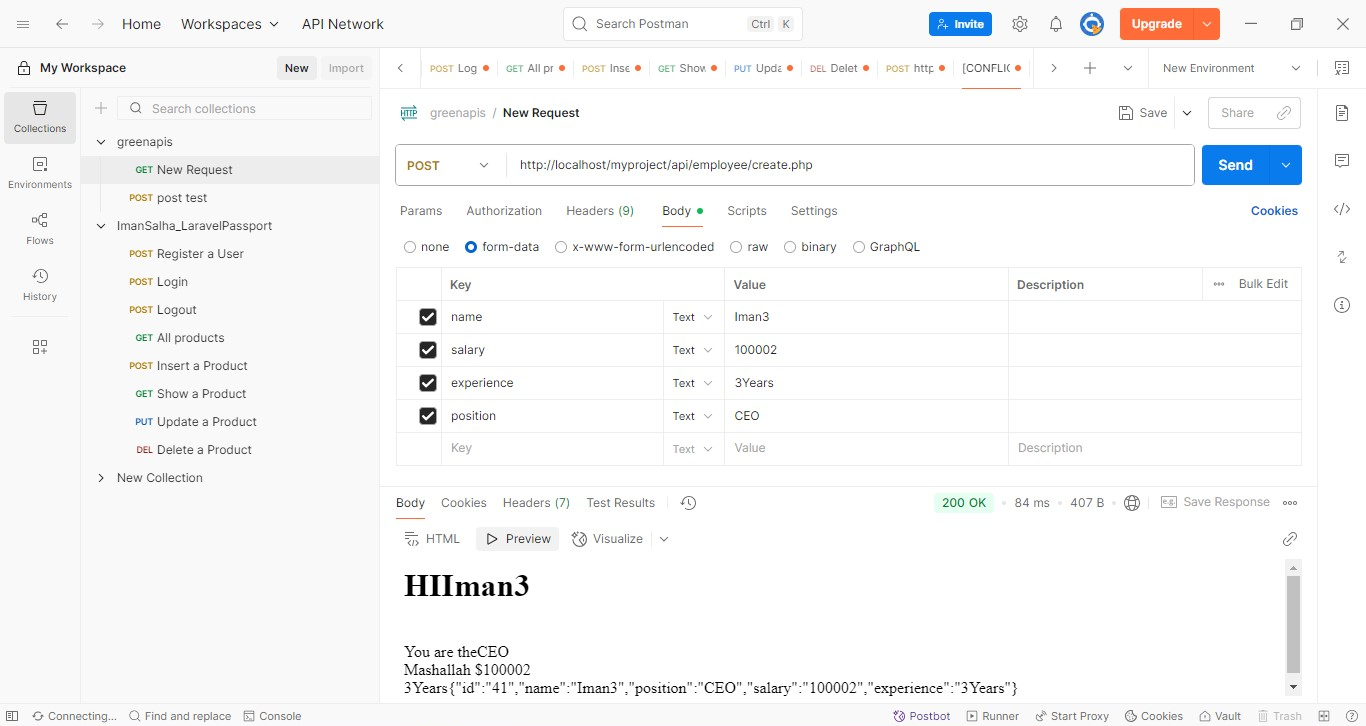 Home Workspaces API Network Search Postman Ctrl K Invite Upgrade
My Workspace New Import
POST Log GET All pr POST Inse GET Show PUT Upda DEL Delet POST http [CONFLIC New Environment
Collections
Environments
Flows
History
Search collections
greenapis
GET New Request
POST post test
ImanSalha_LaravelPassport
POST Register a User
POST Login
POST Logout
GET All products
POST Insert a Product
GET Show a Product
PUT Update a Product
DEL Delete a Product
New Collection
HTTP greenapis / New Request Save Share
POST http://localhost/myproject/api/employee/create.php Send
Params Authorization Headers (9) Body Scripts Settings Cookies
none form-data x-www-form-urlencoded raw binary GraphQL
Key Value Description Bulk Edit
name Text Iman3
salary Text 100002
experience Text 3Years
position Text CEO
Key Text Value Description
Body Cookies Headers (7) Test Results 200 OK 84 ms 407 B e.g. Save Response
HTML Preview Visualize
HIIman3
You are theCEO
Mashallah $100002
3Years{"id":"41","name":"Iman3","position":"CEO","salary":"100002","experience":"3Years"}
Connecting... Find and replace Console Postbot Runner Start Proxy Cookies Vault Trash